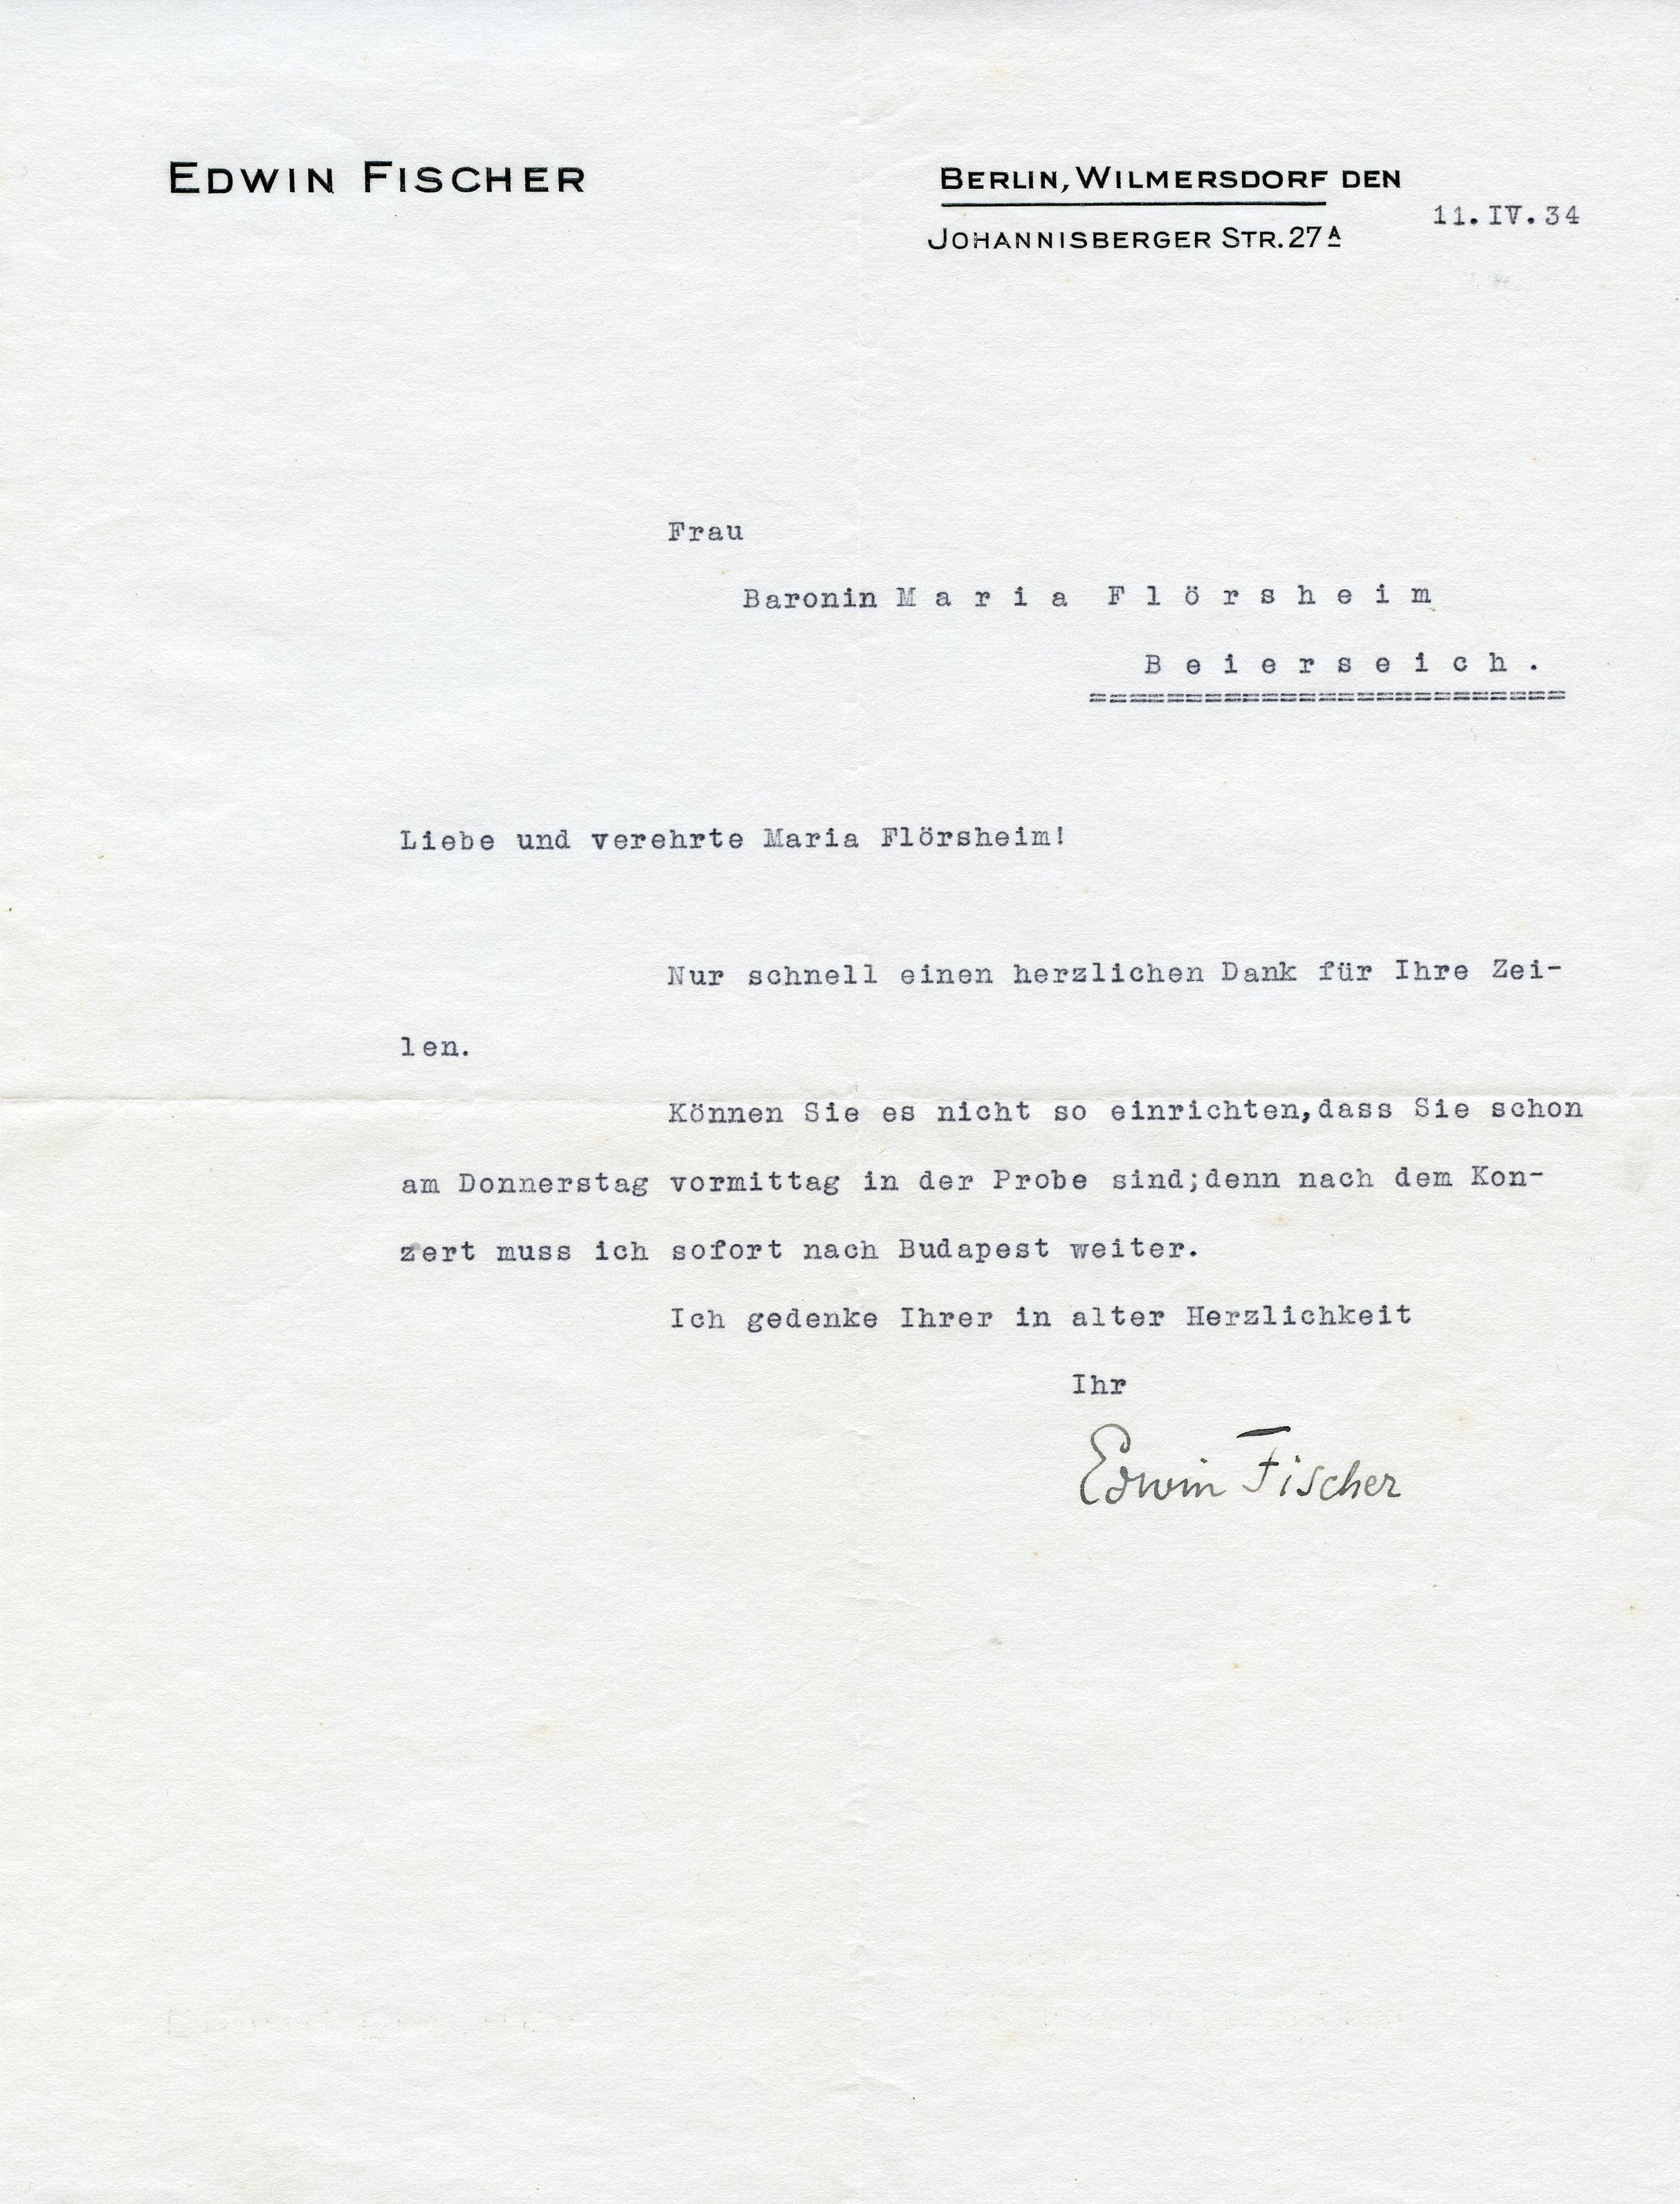 EDWIN FISCHER
BERLIN, WILMERSDORF DEN
11.IV.34
JOHANNISBERGER STR. 27A
Frau
Baronin M a r i a  F l ö r s h e i m
B e i e r s e i c h .
=========================
Liebe und verehrte Maria Flörsheim!
Nur schnell einen herzlichen Dank für Ihre Zei-
len.
Können Sie es nicht so einrichten,dass Sie schon
am Donnerstag vormittag in der Probe sind;denn nach dem Kon-
zert muss ich sofort nach Budapest weiter.
Ich gedenke Ihrer in alter Herzlichkeit
Ihr
Edwin Fischer